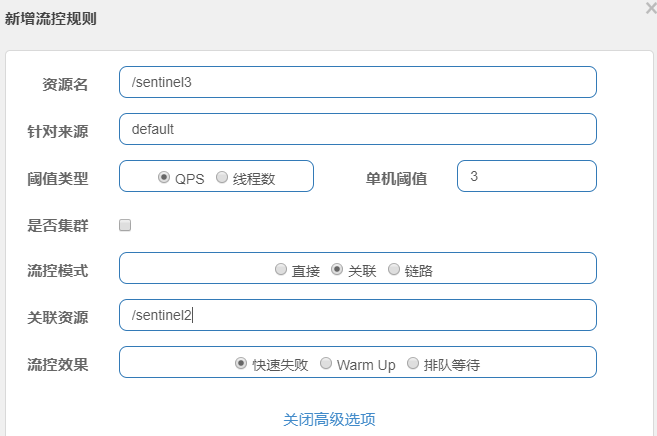 新增流控规则
资源名 /sentinel3
针对来源 default
阈值类型 QPS 线程数 单机阈值 3
是否集群
流控模式 直接 关联 链路
关联资源 /sentinel2
流控效果 快速失败 Warm Up 排队等待
关闭高级选项